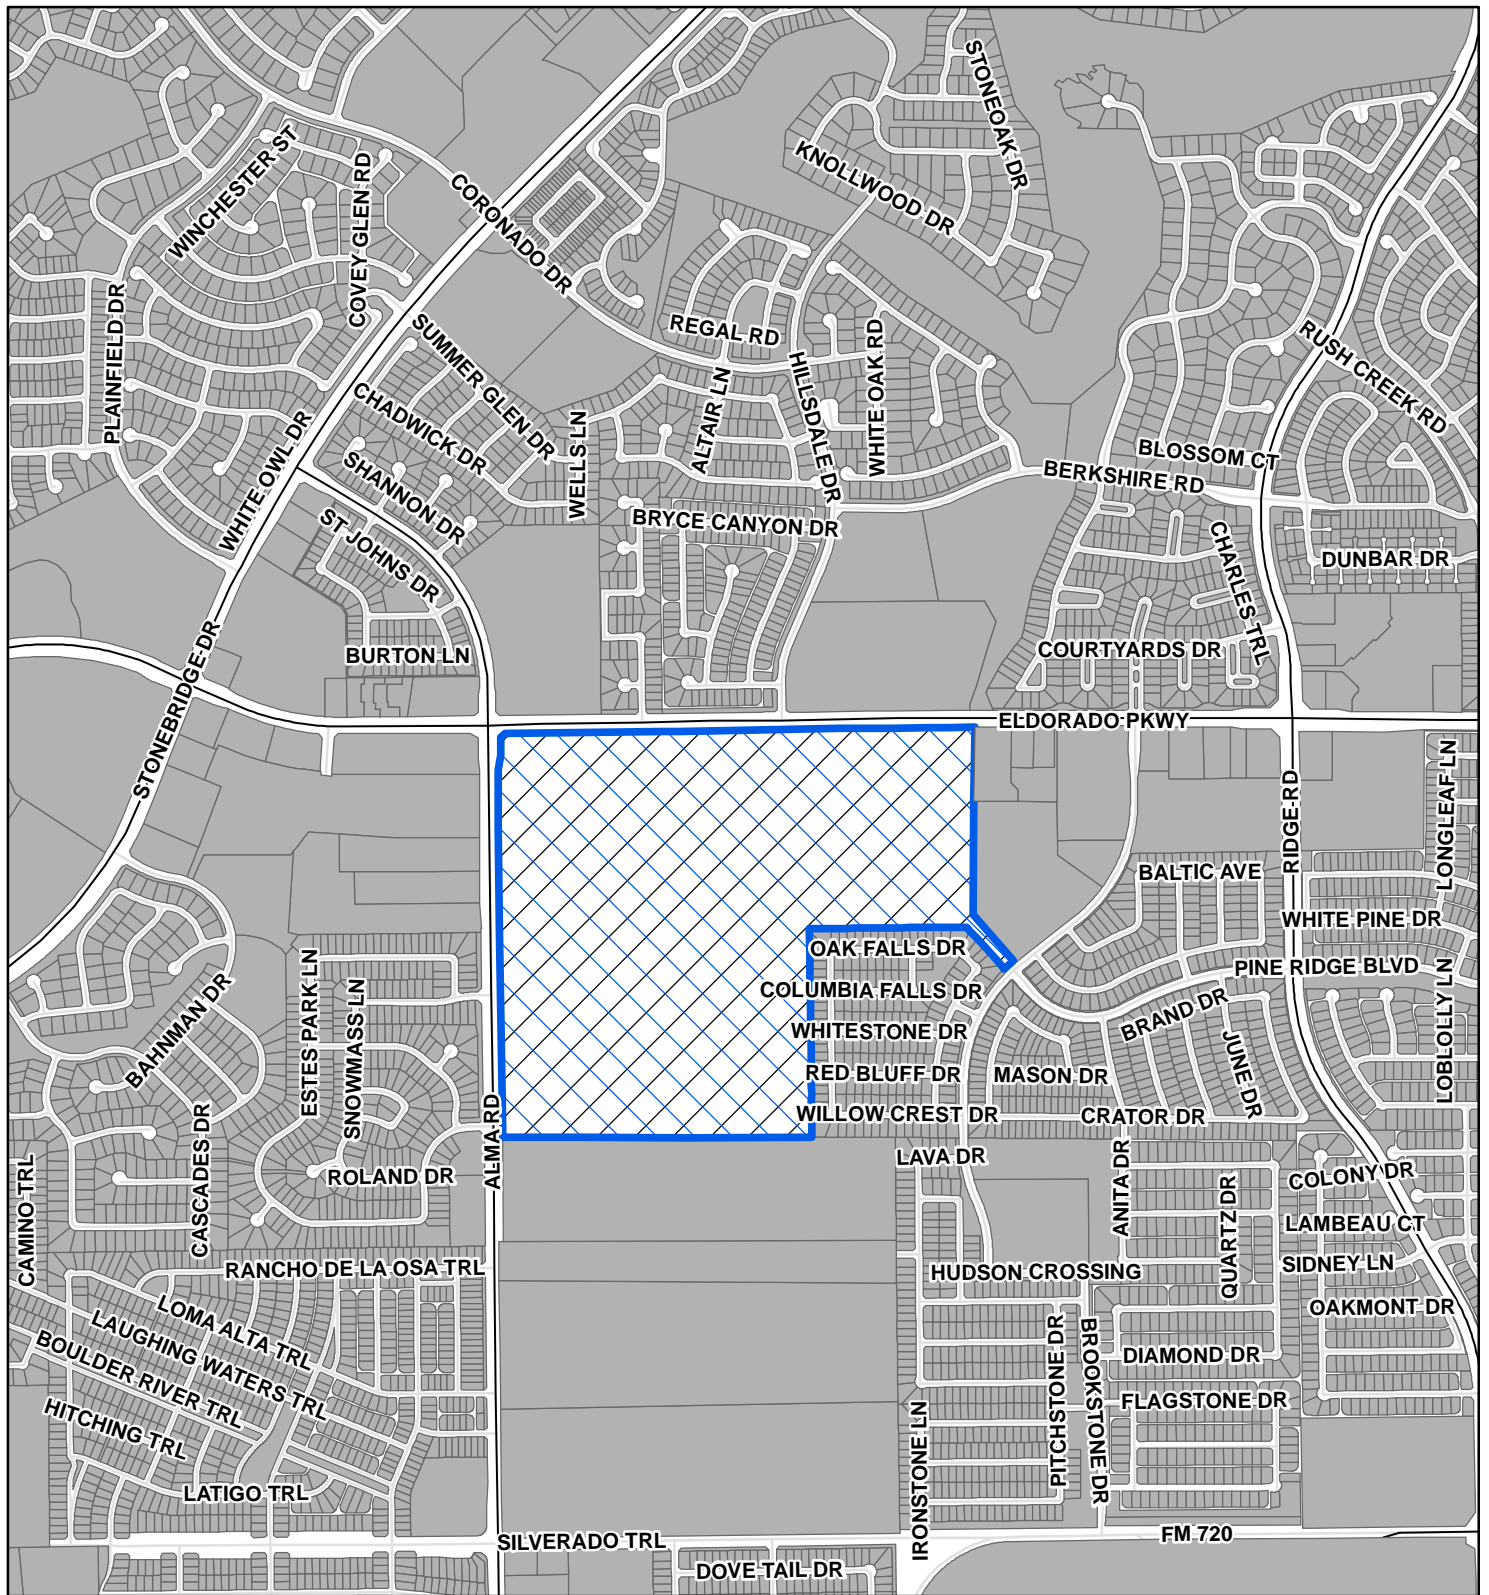 STONEOAK DR
KNOLLWOOD DR
WINCHESTER ST
COVEY GLEN RD
CORONADO DR
PLAINFIELD DR
REGAL RD
WHITE OAK RD
HILLSDALE DR
ALTAIR LN
SUMMER GLEN DR
CHADWICK DR
WELLS LN
RUSH CREEK RD
BLOSSOM CT
BERKSHIRE RD
WHITE OWL DR
SHANNON DR
ST JOHNS DR
BRYCE CANYON DR
CHARLES TRL
DUNBAR DR
BURTON LN
COURTYARDS DR
STONEBRIDGE DR
ELDORADO PKWY
RIDGE RD
LONGLEAF LN
BALTIC AVE
WHITE PINE DR
OAK FALLS DR
PINE RIDGE BLVD
COLUMBIA FALLS DR
BRAND DR
LOBLOLLY LN
WHITESTONE DR
JUNE DR
RED BLUFF DR
MASON DR
WILLOW CREST DR
CRATOR DR
BAHNMAN DR
ESTES PARK LN
SNOWMASS LN
ALMA RD
CASCADES DR
CAMINO TRL
ROLAND DR
LAVA DR
ANITA DR
COLONY DR
QUARTZ DR
LAMBEAU CT
SIDNEY LN
RANCHO DE LA OSA TRL
HUDSON CROSSING
OAKMONT DR
LOMA ALTA TRL
LAUGHING WATERS TRL
BOULDER RIVER TRL
HITCHING TRL
LATIGO TRL
DIAMOND DR
FLAGSTONE DR
PITCHSTONE DR
BROOKSTONE DR
IRONSTONE LN
SILVERADO TRL
FM 720
DOVE TAIL DR